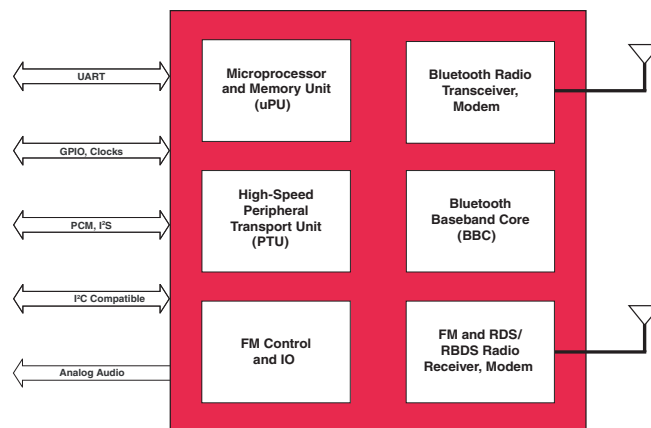 UART
GPIO, Clocks
PCM, I²S
I²C Compatible
Analog Audio
Microprocessor
and Memory Unit
(uPU)
Bluetooth Radio
Transceiver,
Modem
High-Speed
Peripheral
Transport Unit
(PTU)
Bluetooth
Baseband Core
(BBC)
FM Control
and IO
FM and RDS/
RBDS Radio
Receiver, Modem